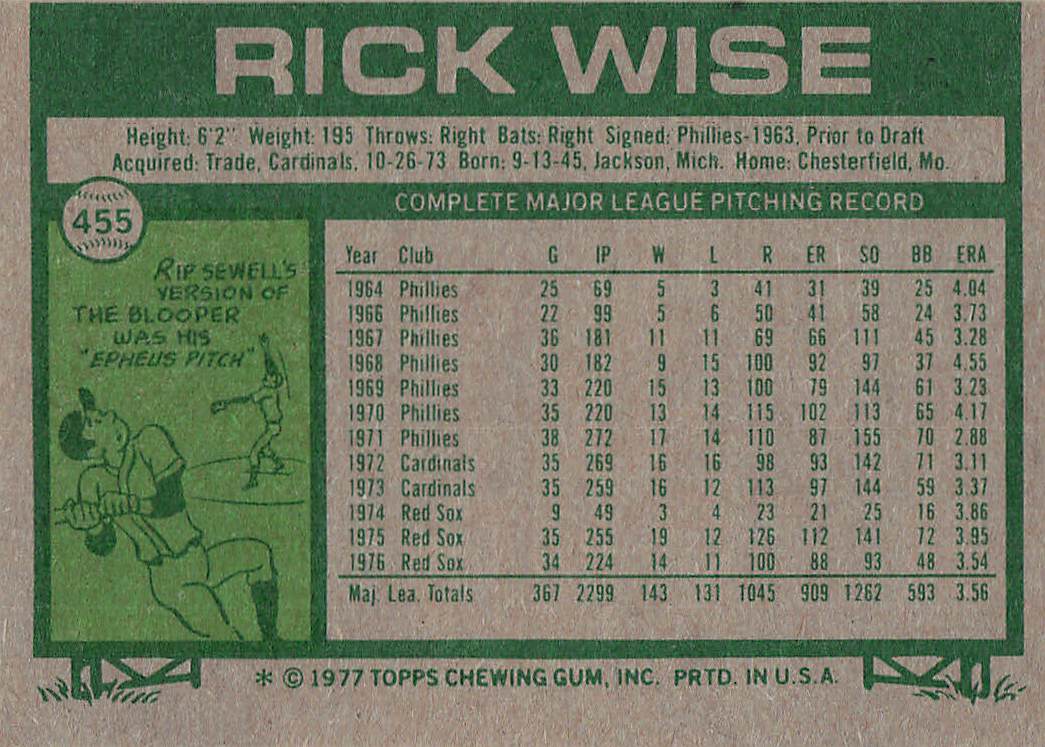 RICK WISE
Height: 6'2" Weight: 195 Throws: Right Bats: Right Signed: Phillies-1963, Prior to Draft
Acquired: Trade, Cardinals, 10-26-73 Born: 9-13-45, Jackson, Mich. Home: Chesterfield, Mo.
455
RIP SEWELL'S
VERSION OF
THE BLOOPER
WAS HIS
"EPHEUS PITCH"
COMPLETE MAJOR LEAGUE PITCHING RECORD
Year Club G IP W L R ER SO BB ERA
1964 Phillies 25 69 5 3 41 31 39 25 4.04
1966 Phillies 22 99 5 6 50 41 58 24 3.73
1967 Phillies 36 181 11 11 69 66 111 45 3.28
1968 Phillies 30 182 9 15 100 92 97 37 4.55
1969 Phillies 33 220 15 13 100 79 144 61 3.23
1970 Phillies 35 220 13 14 115 102 113 65 4.17
1971 Phillies 38 272 17 14 110 87 155 70 2.88
1972 Cardinals 35 269 16 16 98 93 142 71 3.11
1973 Cardinals 35 259 16 12 113 97 144 59 3.37
1974 Red Sox 9 49 3 4 23 21 25 16 3.86
1975 Red Sox 35 255 19 12 126 112 141 72 3.95
1976 Red Sox 34 224 14 11 100 88 93 48 3.54
Maj. Lea. Totals 367 2299 143 131 1045 909 1262 593 3.56
* © 1977 TOPPS CHEWING GUM, INC. PRTD. IN U.S.A.